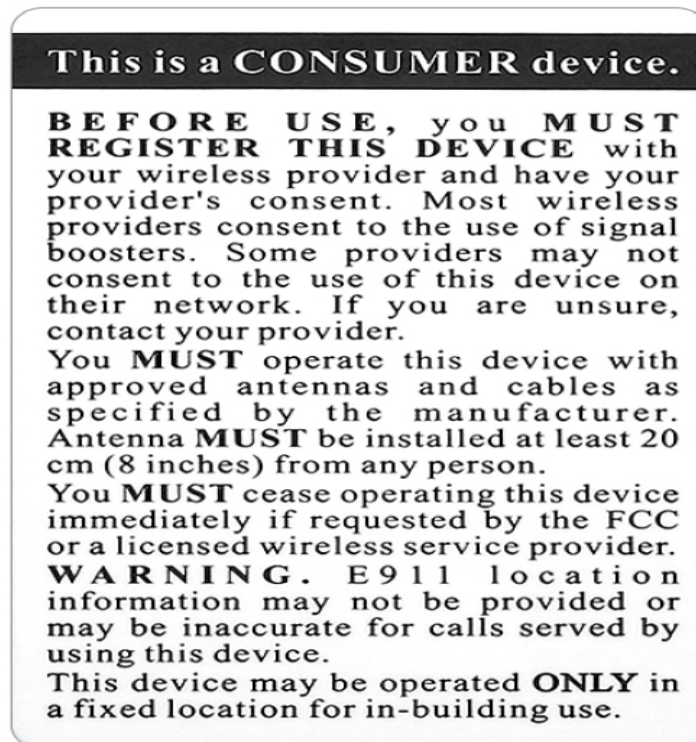 This is a CONSUMER device.
BEFORE USE, you MUST
REGISTER THIS DEVICE with
your wireless provider and have your
provider's consent. Most wireless
providers consent to the use of signal
boosters. Some providers may not
consent to the use of this device on
their network. If you are unsure,
contact your provider.
You MUST operate this device with
approved antennas and cables as
specified by the manufacturer.
Antenna MUST be installed at least 20
cm (8 inches) from any person.
You MUST cease operating this device
immediately if requested by the FCC
or a licensed wireless service provider.
WARNING. E911 location
information may not be provided or
may be inaccurate for calls served by
using this device.
This device may be operated ONLY in
a fixed location for in-building use.